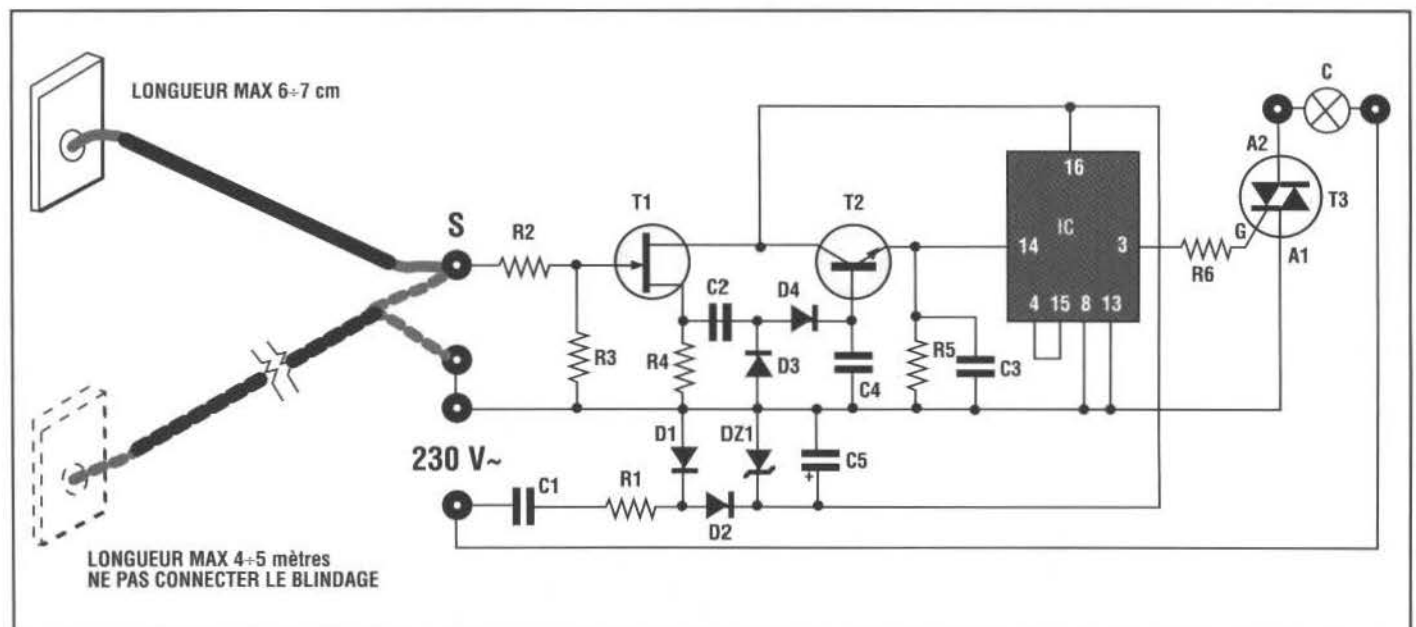 LONGUEUR MAX 6÷7 cm
C
A2
16
T1
T2
T3
S
R2
IC
14
3
G
A1
R6
C2
D4
4 15 8 13
R3
R4
D3
C4
R5
C3
D1
DZ1
C5
+
230 V~
C1
R1
D2
LONGUEUR MAX 4÷5 mètres
NE PAS CONNECTER LE BLINDAGE